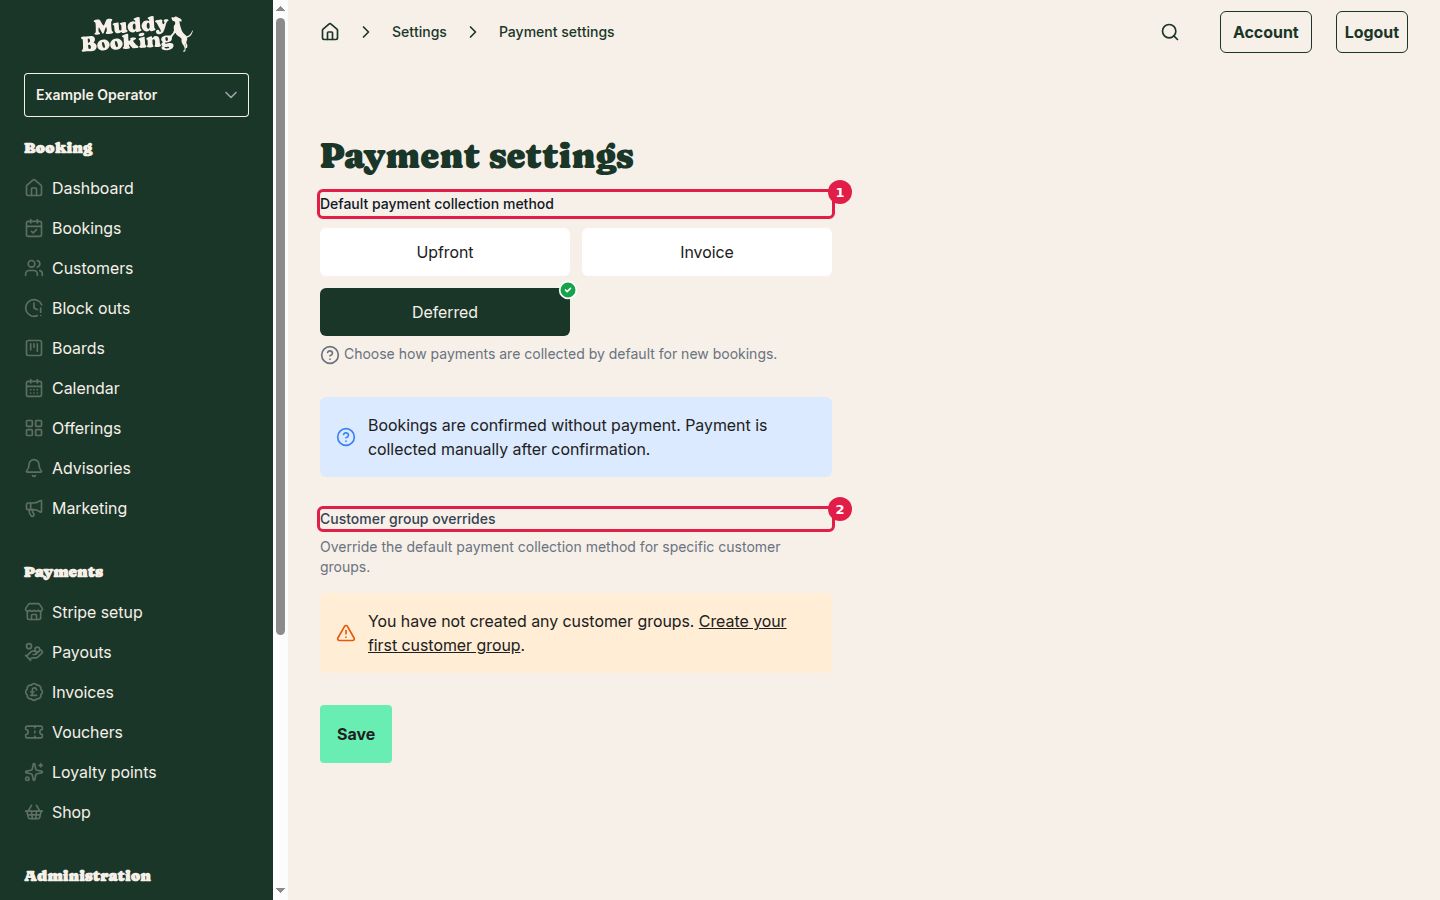 Muddy
Booking
Example Operator
Booking
Dashboard
Bookings
Customers
Block outs
Boards
Calendar
Offerings
Advisories
Marketing
Payments
Stripe setup
Payouts
Invoices
Vouchers
Loyalty points
Shop
Administration
Settings
Payment settings
Account
Logout
Payment settings
1
Default payment collection method
Upfront
Invoice
Deferred
Choose how payments are collected by default for new bookings.
Bookings are confirmed without payment. Payment is
collected manually after confirmation.
2
Customer group overrides
Override the default payment collection method for specific customer
groups.
You have not created any customer groups. Create your
first customer group.
Save